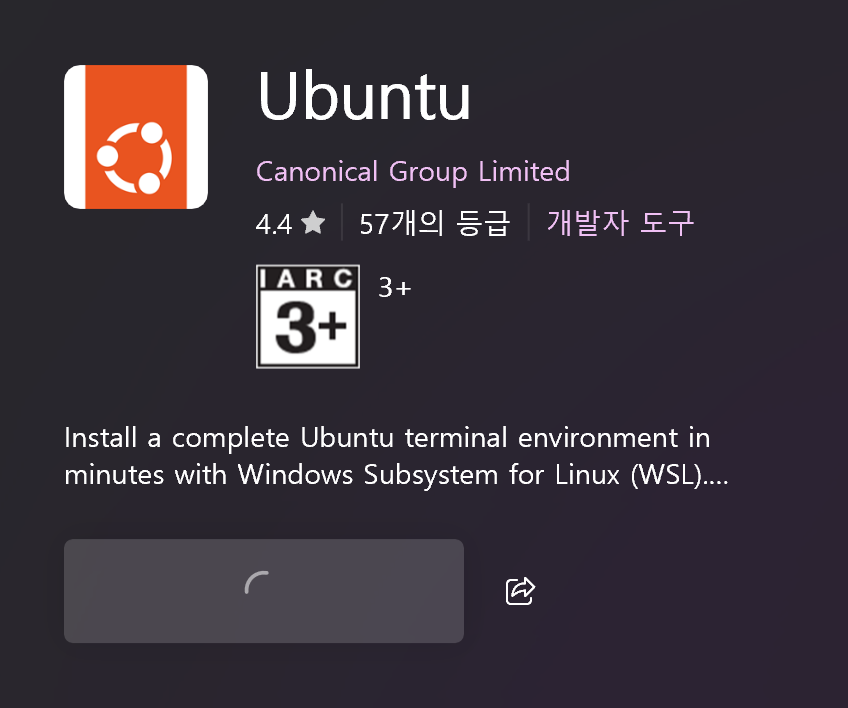 Ubuntu
Canonical Group Limited
4.4 57개의 등급 개발자 도구
IARC
3+
3+
Install a complete Ubuntu terminal environment in
minutes with Windows Subsystem for Linux (WSL)....